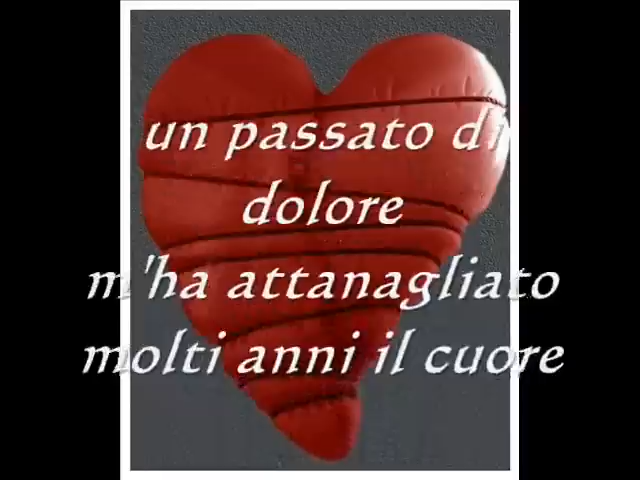 un passato di
dolore
m'ha attanagliato
molti anni il cuore